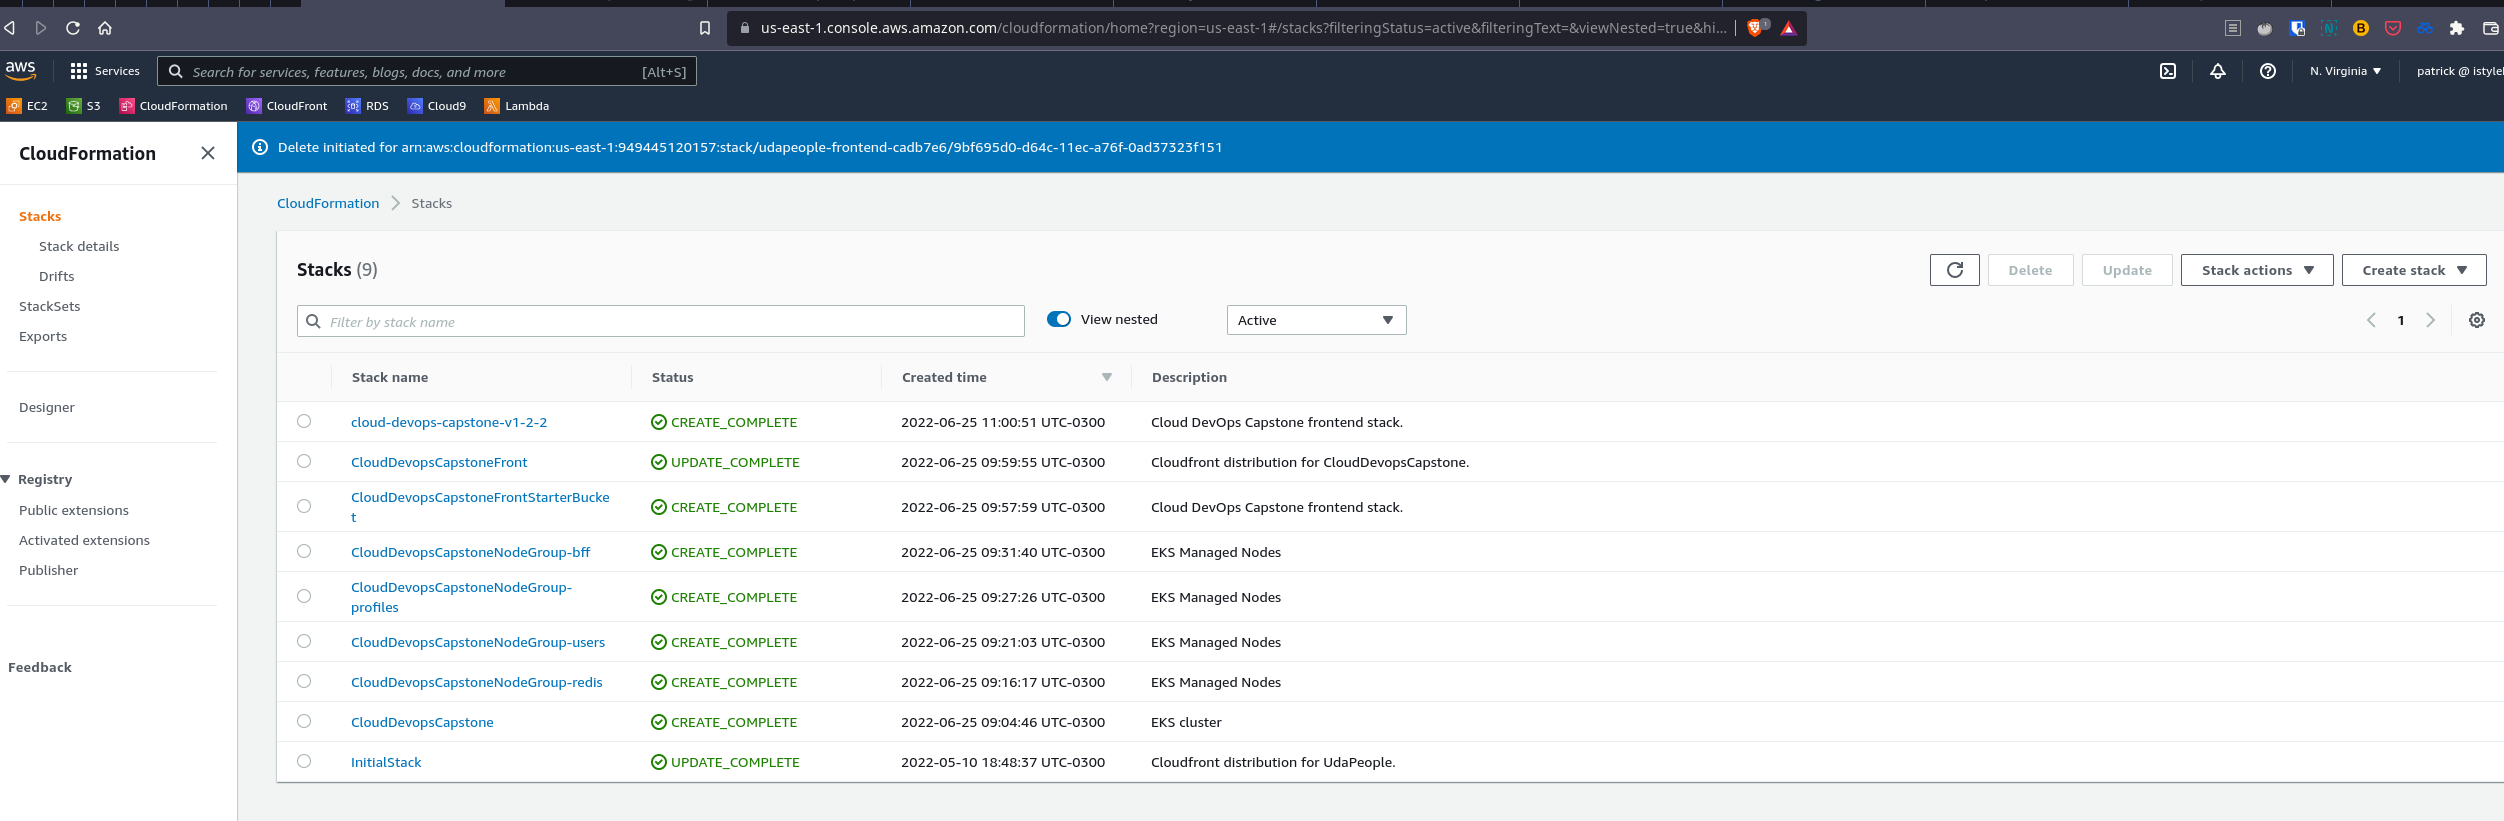 us-east-1.console.aws.amazon.com/cloudformation/home?region=us-east-1#/stacks?filteringStatus=active&filteringText=&viewNested=true&hi...
aws
Services
Search for services, features, blogs, docs, and more
[Alt+S]
N. Virginia
patrick @ istylel
EC2
S3
CloudFormation
CloudFront
RDS
Cloud9
Lambda
CloudFormation
Delete initiated for arn:aws:cloudformation:us-east-1:949445120157:stack/udapeople-frontend-cadb7e6/9bf695d0-d64c-11ec-a76f-0ad37323f151
Stacks
Stack details
Drifts
StackSets
Exports
Designer
Registry
Public extensions
Activated extensions
Publisher
Feedback
CloudFormation
Stacks
Stacks (9)
Delete
Update
Stack actions
Create stack
Filter by stack name
View nested
Active
1
Stack name Status Created time Description
cloud-devops-capstone-v1-2-2 CREATE_COMPLETE 2022-06-25 11:00:51 UTC-0300 Cloud DevOps Capstone frontend stack.
CloudDevopsCapstoneFront UPDATE_COMPLETE 2022-06-25 09:59:55 UTC-0300 Cloudfront distribution for CloudDevopsCapstone.
CloudDevopsCapstoneFrontStarterBucke
t
CREATE_COMPLETE 2022-06-25 09:57:59 UTC-0300 Cloud DevOps Capstone frontend stack.
CloudDevopsCapstoneNodeGroup-bff CREATE_COMPLETE 2022-06-25 09:31:40 UTC-0300 EKS Managed Nodes
CloudDevopsCapstoneNodeGroup-
profiles
CREATE_COMPLETE 2022-06-25 09:27:26 UTC-0300 EKS Managed Nodes
CloudDevopsCapstoneNodeGroup-users CREATE_COMPLETE 2022-06-25 09:21:03 UTC-0300 EKS Managed Nodes
CloudDevopsCapstoneNodeGroup-redis CREATE_COMPLETE 2022-06-25 09:16:17 UTC-0300 EKS Managed Nodes
CloudDevopsCapstone CREATE_COMPLETE 2022-06-25 09:04:46 UTC-0300 EKS cluster
InitialStack UPDATE_COMPLETE 2022-05-10 18:48:37 UTC-0300 Cloudfront distribution for UdaPeople.